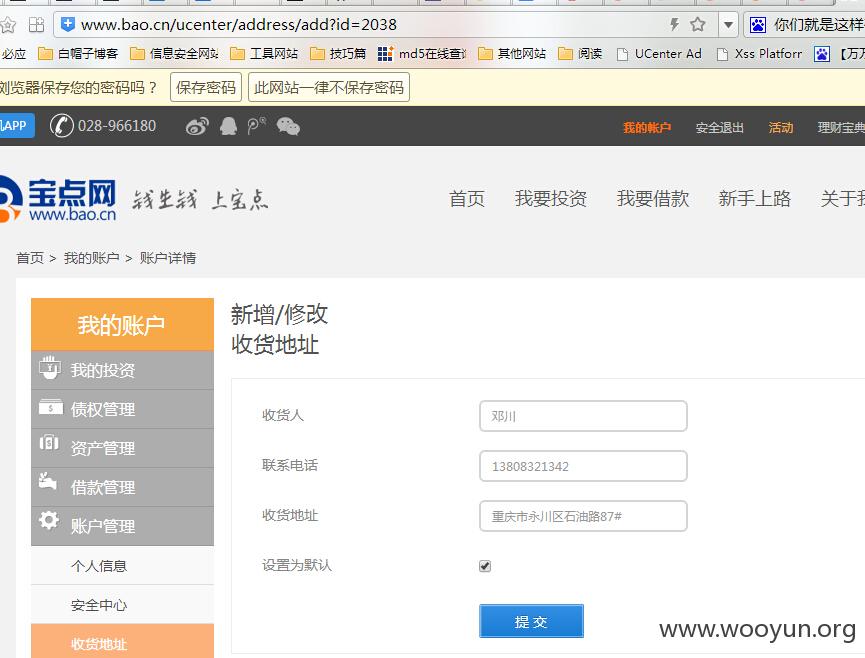 www.bao.cn/ucenter/address/add?id=2038
你们就是这样
必应 白帽子博客 信息安全网站 工具网站 技巧篇 md5在线查询 其他网站 阅读 UCenter Ad Xss Platforr 【万
浏览器保存您的密码吗？ 保存密码 此网站一律不保存密码
APP 028-966180 我的帐户 安全退出 活动 理财宝典
宝点网
www.bao.cn
钱生钱 上宝点
首页 我要投资 我要借款 新手上路 关于我
首页 > 我的账户 > 账户详情
我的账户
我的投资
债权管理
资产管理
借款管理
账户管理
个人信息
安全中心
收货地址
新增/修改
收货地址
收货人 邓川
联系电话 13808321342
收货地址 重庆市永川区石油路87#
设置为默认
提 交
www.wooyun.org